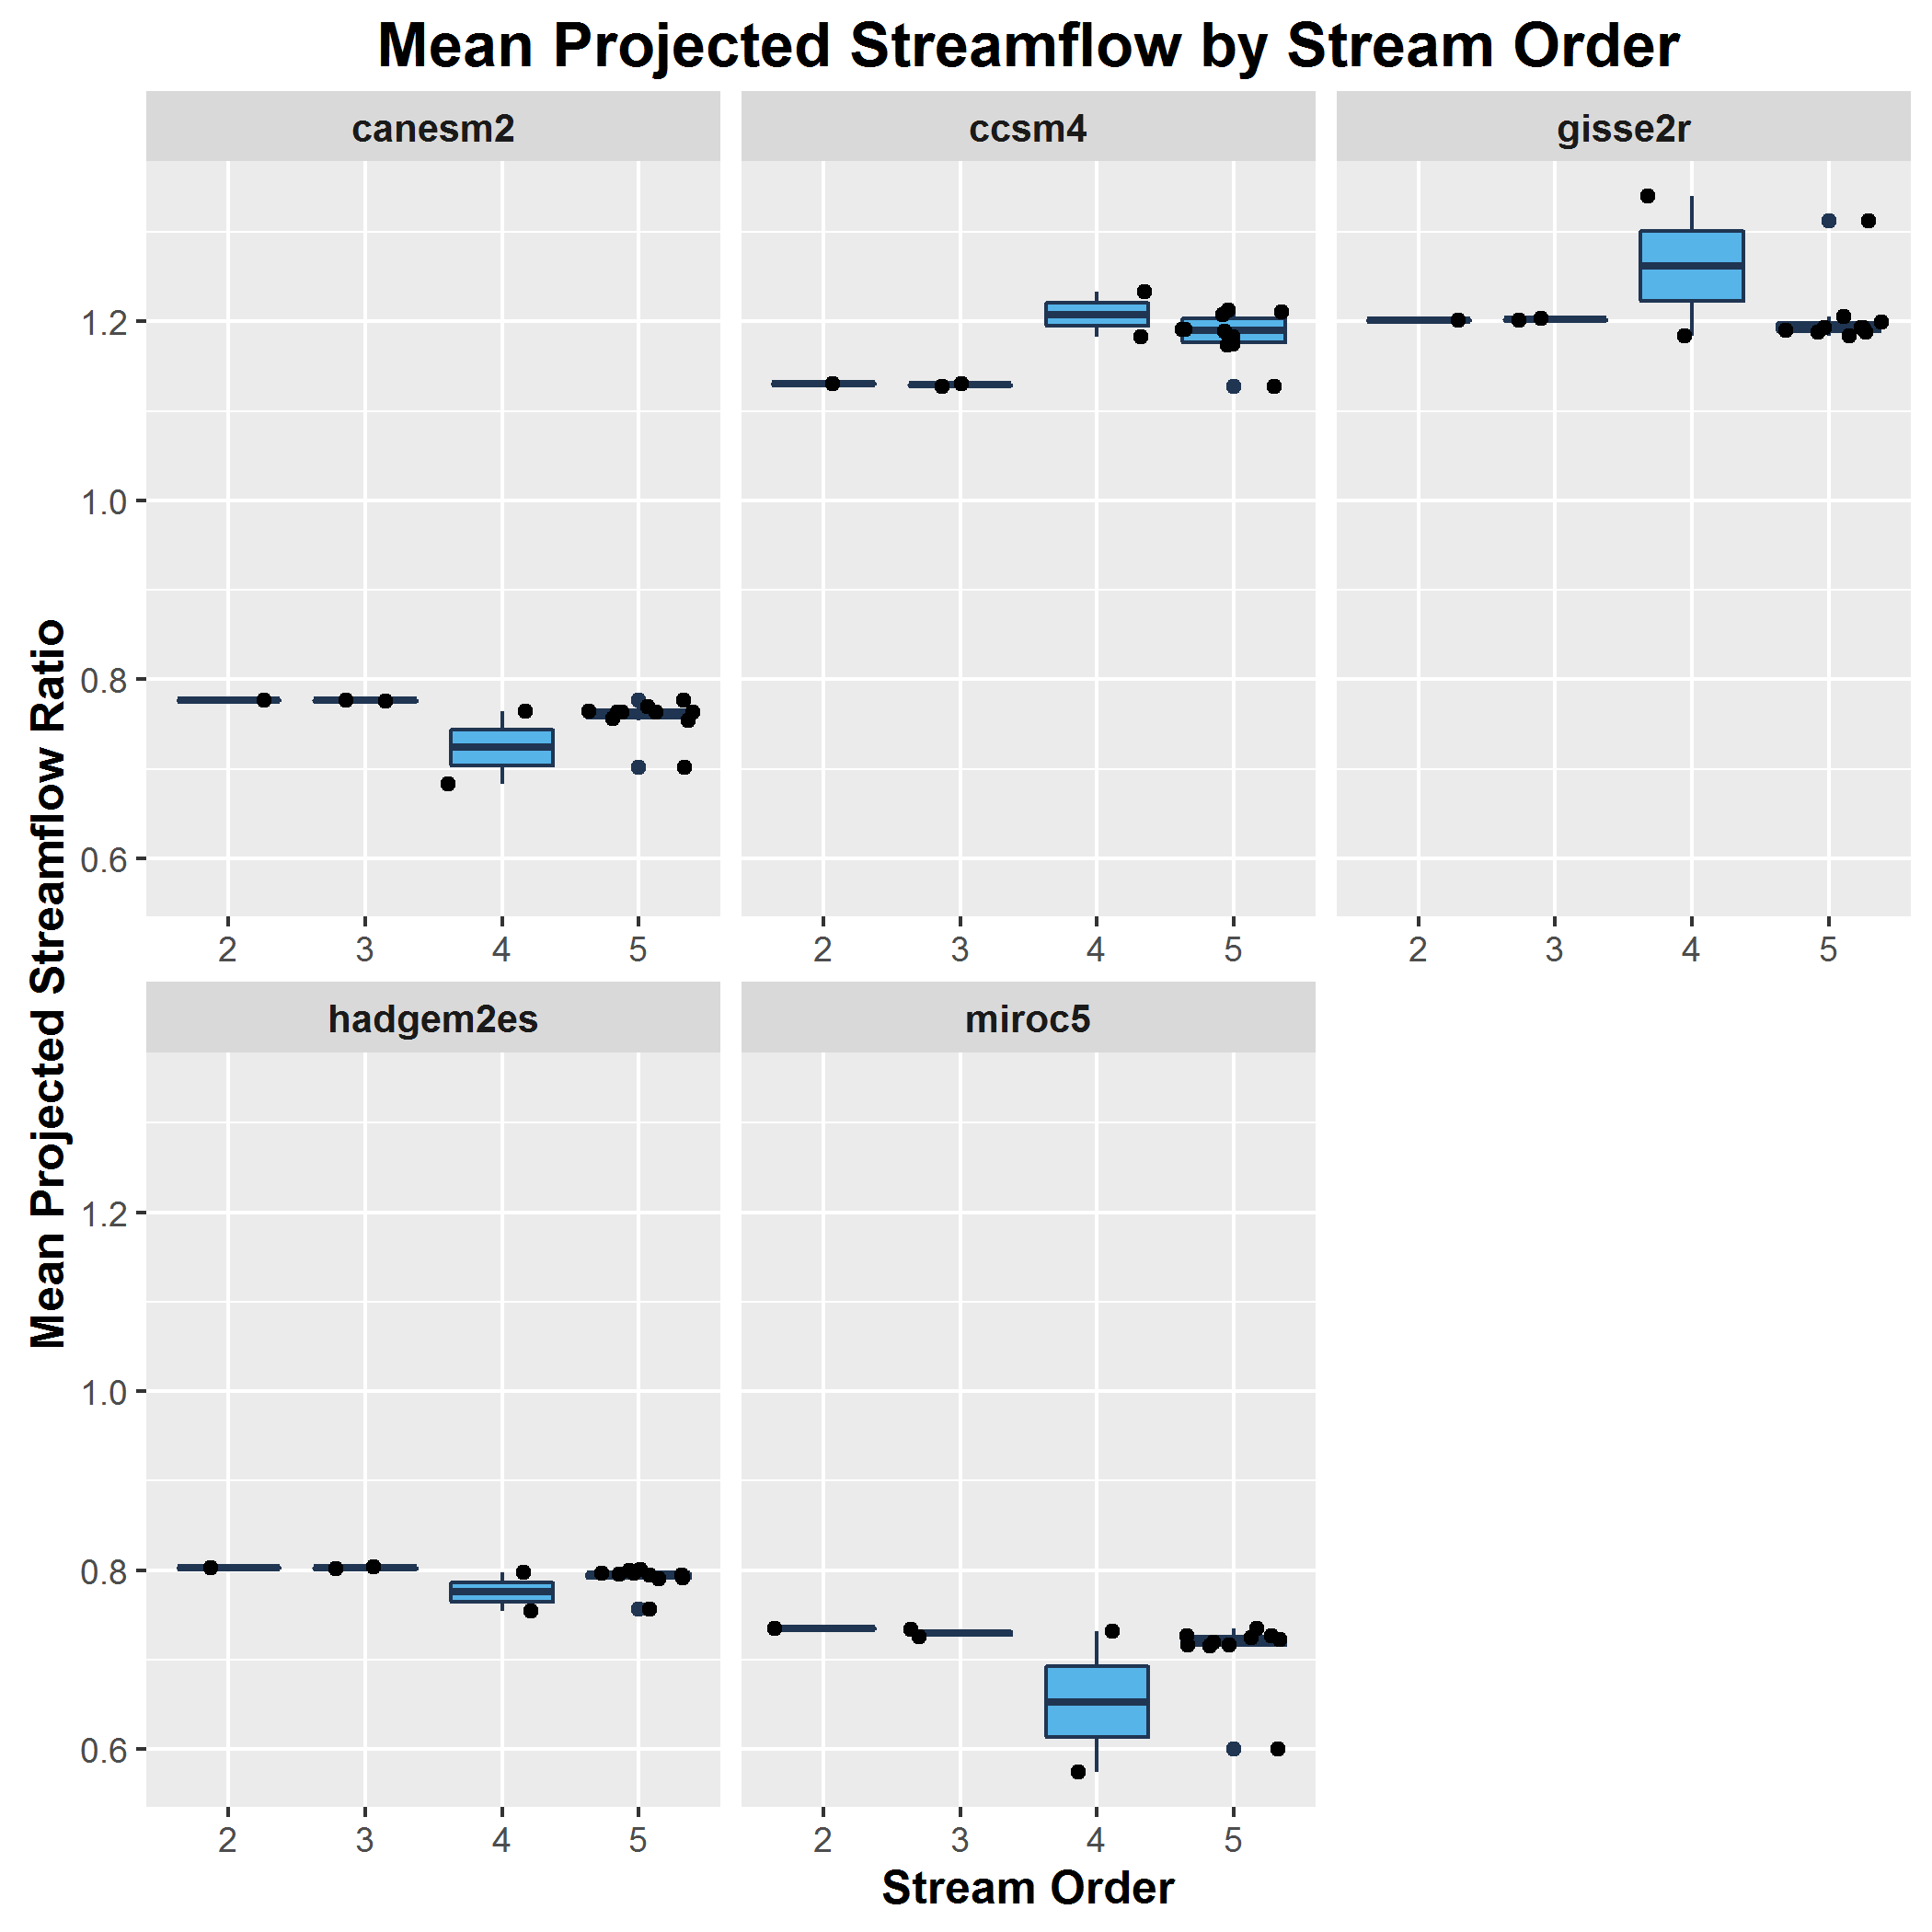 Mean Projected Streamflow by Stream Order
canesm2
ccsm4
gisse2r
Mean Projected Streamflow Ratio
1.2
1.0
0.8
0.6
2 3 4 5
2 3 4 5
2 3 4 5
hadgem2es
miroc5
1.2
1.0
0.8
0.6
2 3 4 5
2 3 4 5
Stream Order